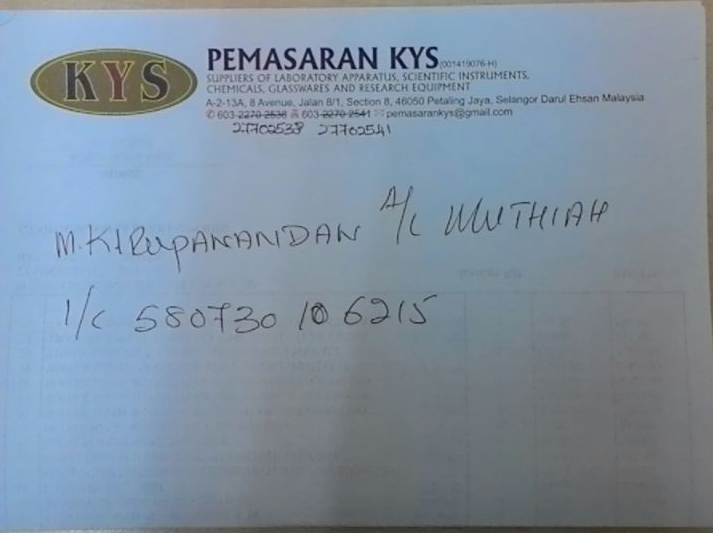 KYS
PEMASARAN KYS (001419076-H)
SUPPLIERS OF LABORATORY APPARATUS, SCIENTIFIC INSTRUMENTS,
CHEMICALS, GLASSWARES AND RESEARCH EQUIPMENT
A-2-13A, 8 Avenue, Jalan 8/1, Section 8, 46050 Petaling Jaya, Selangor Darul Ehsan Malaysia
603-2270 2538 603-2270 2541 pemasarankys@gmail.com
27702538 27702541
M. KIRUPANANDAN A/L MUTHIAH
I/C 580730 10 6215